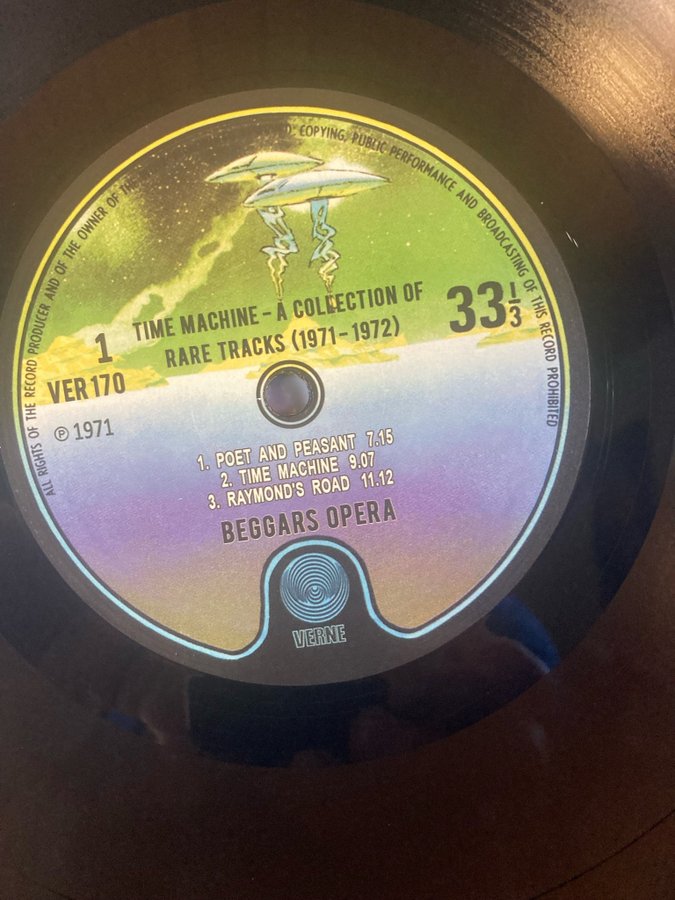 ALL RIGHTS OF THE RECORD PRODUCER AND OF THE OWNER OF
COPYING, PUBLIC PERFORMANCE AND BROADCASTING OF THIS RECORD PROHIBITED
TIME MACHINE - A COLLECTION OF
RARE TRACKS (1971-1972)
33 1/3
1
VER 170
℗ 1971
1. POET AND PEASANT 7.15
2. TIME MACHINE 9.07
3. RAYMOND'S ROAD 11.12
BEGGARS OPERA
VERNE